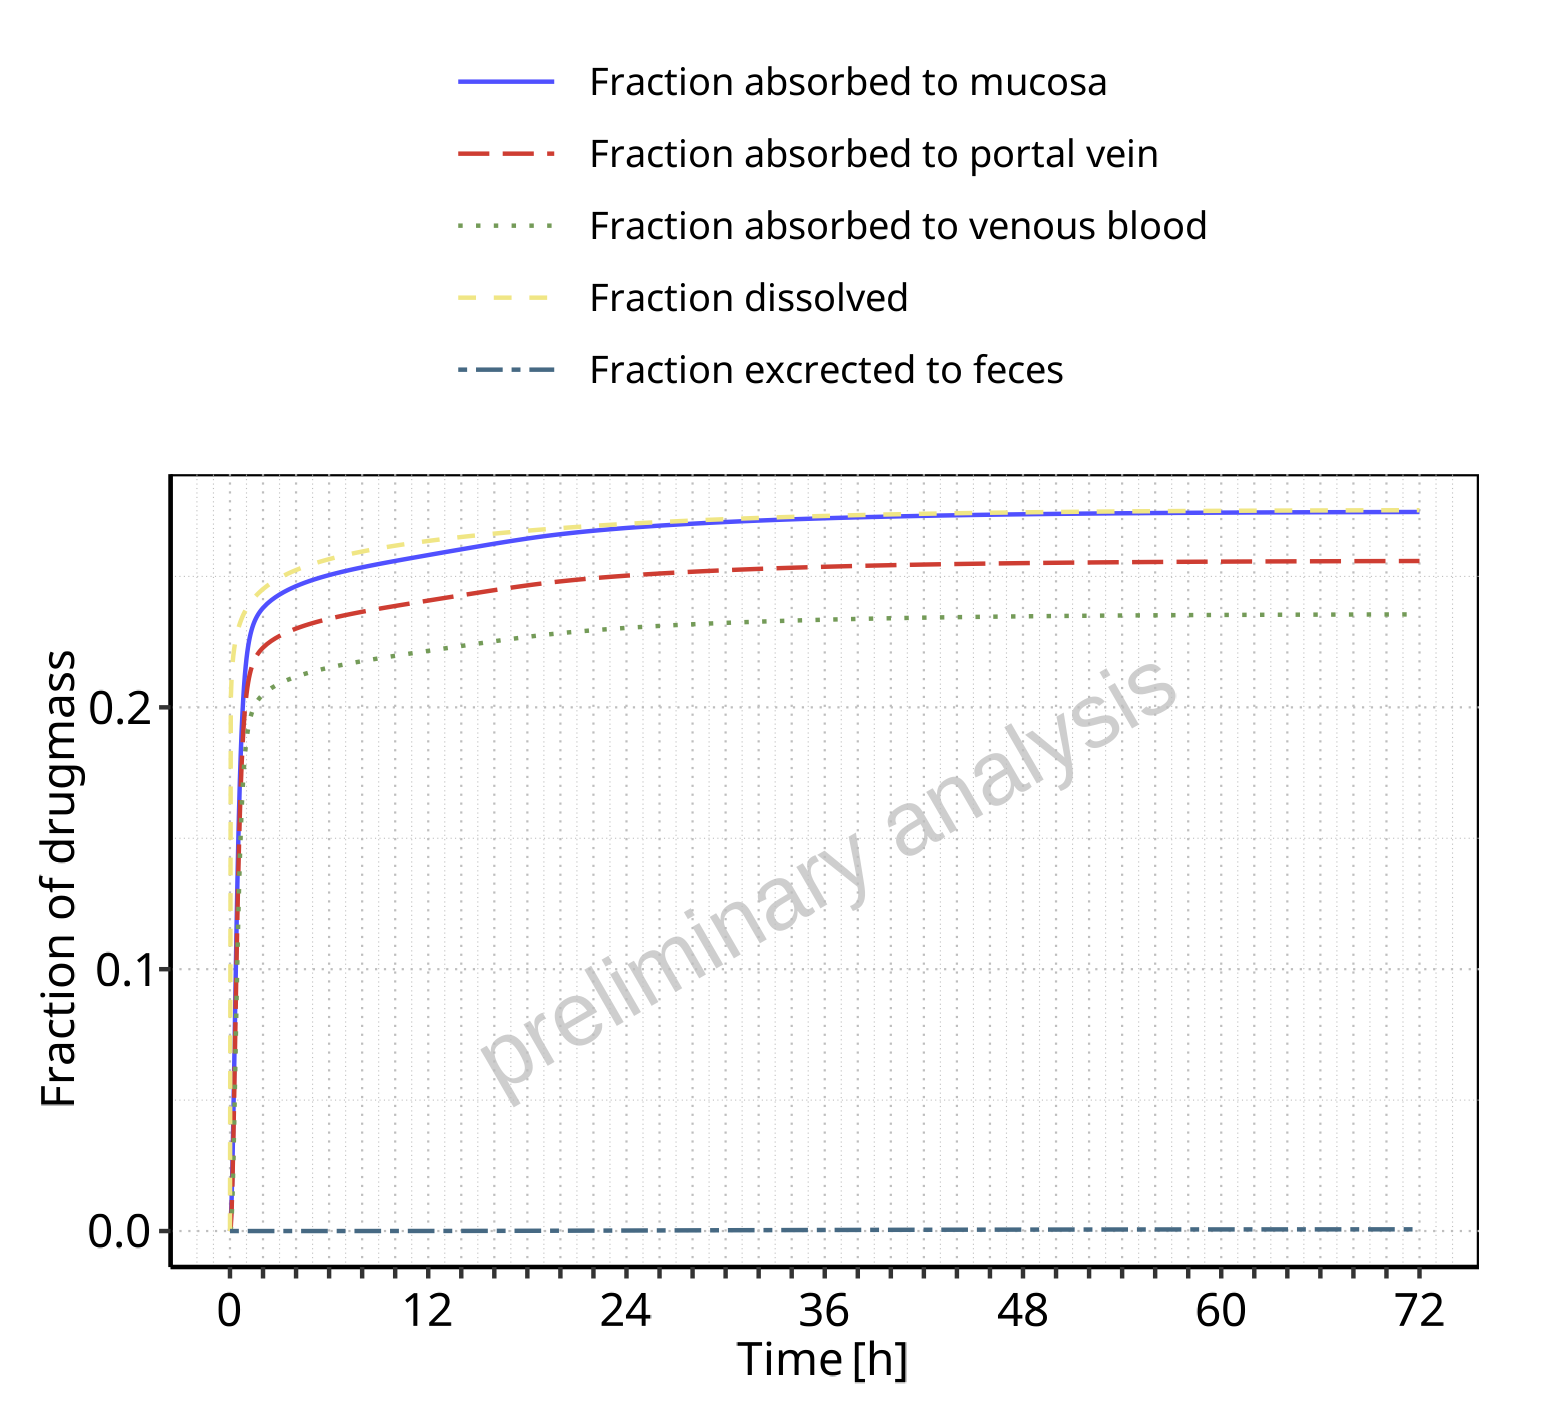 Fraction absorbed to mucosa
Fraction absorbed to portal vein
Fraction absorbed to venous blood
Fraction dissolved
Fraction excrected to feces
Fraction of drugmass
0.2
0.1
0.0
preliminary analysis
0 12 24 36 48 60 72
Time [h]